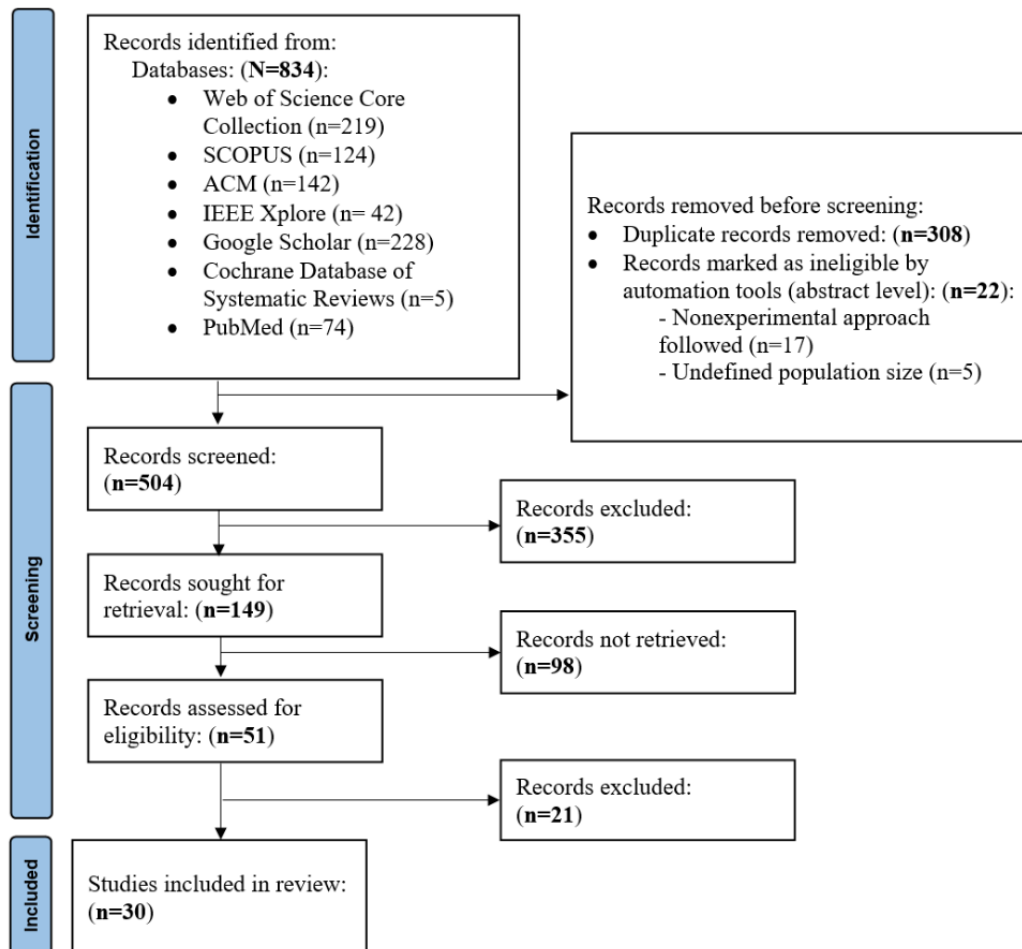 Identification
Records identified from:
Databases: (N=834):
• Web of Science Core
Collection (n=219)
• SCOPUS (n=124)
• ACM (n=142)
• IEEE Xplore (n= 42)
• Google Scholar (n=228)
• Cochrane Database of
Systematic Reviews (n=5)
• PubMed (n=74)
Records removed before screening:
• Duplicate records removed: (n=308)
• Records marked as ineligible by
automation tools (abstract level): (n=22):
- Nonexperimental approach
followed (n=17)
- Undefined population size (n=5)
Screening
Records screened:
(n=504)
Records excluded:
(n=355)
Records sought for
retrieval: (n=149)
Records not retrieved:
(n=98)
Records assessed for
eligibility: (n=51)
Records excluded:
(n=21)
Included
Studies included in review:
(n=30)